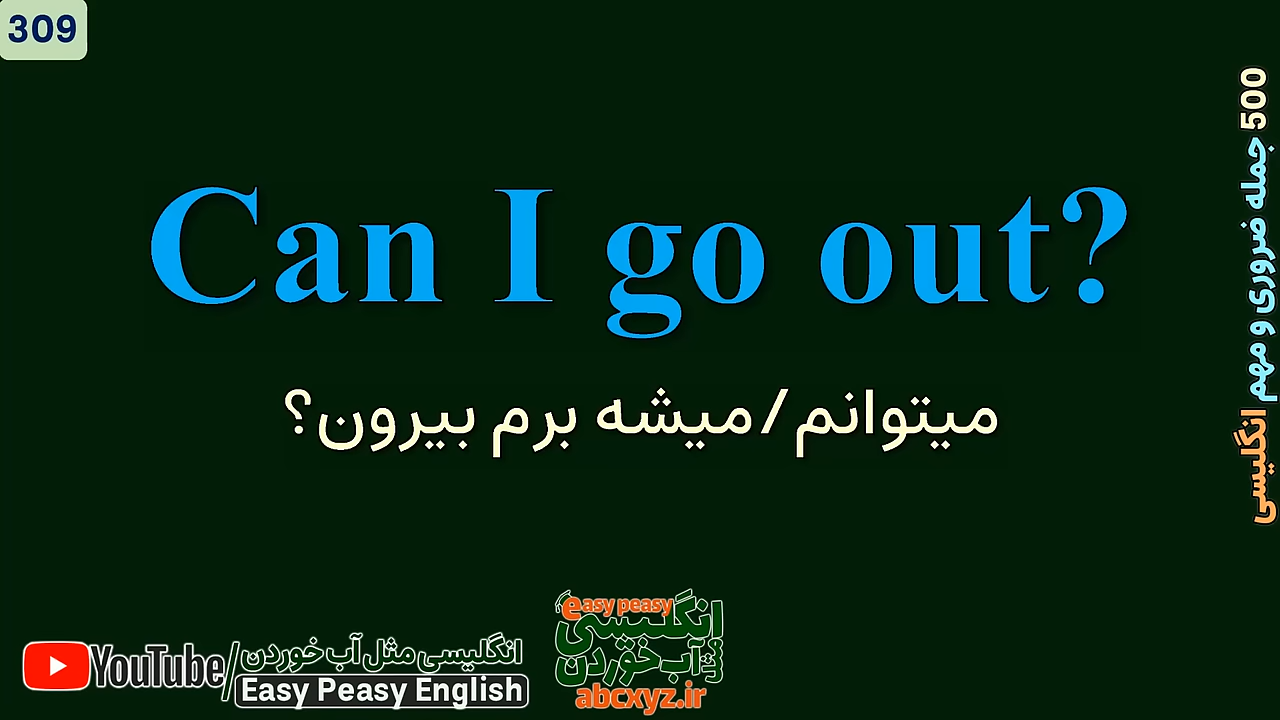 309
500 جمله ضروری و مهم انگلیسی
Can I go out?
میتوانم/میشه برم بیرون؟
YouTube/انگلیسی مثل آب خوردن
Easy Peasy English
easy peasy
انگلیسی
مثل آب خوردن
abcxyz.ir